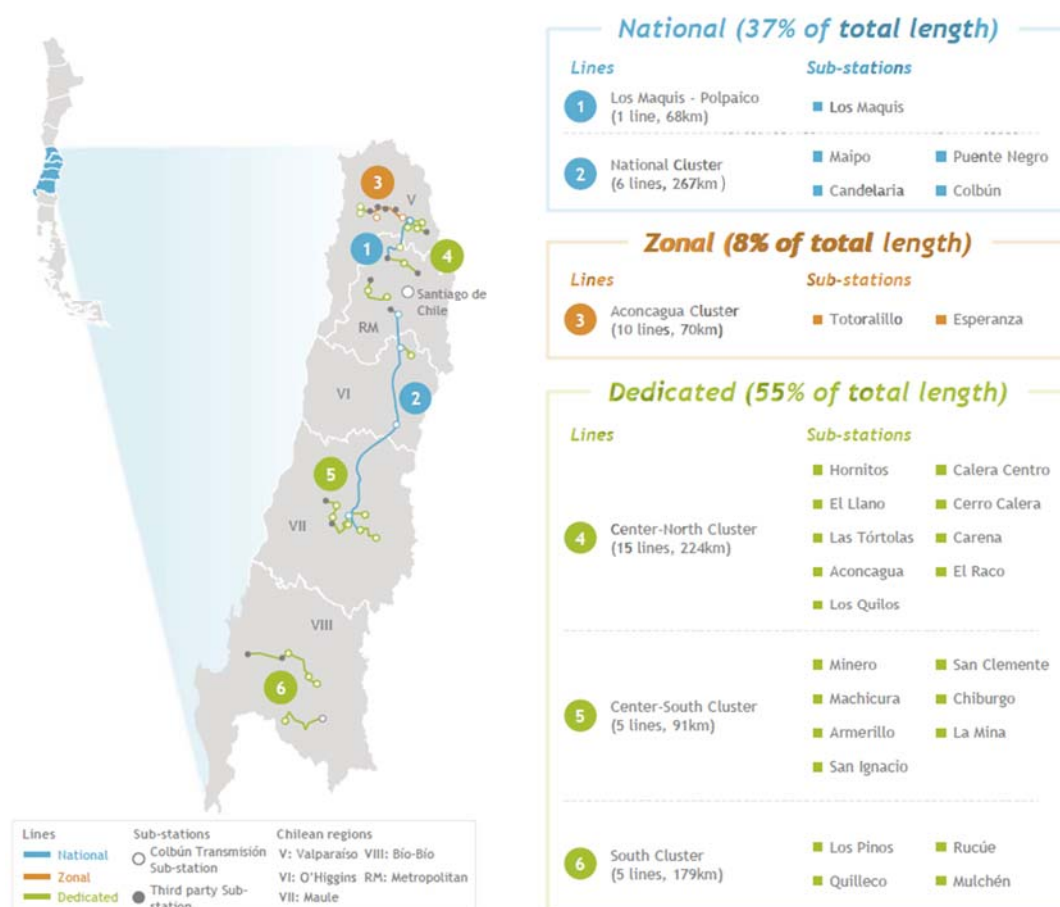 3
V
1
4
Santiago de
Chile
RM
VI
2
5
VII
VIII
6
Lines
National
Zonal
Dedicated
Sub-stations
Colbún Transmisión
Sub-station
Third party Sub-
station
Chilean regions
V: Valparaíso VIII: Bío-Bío
VI: O'Higgins RM: Metropolitan
VII: Maule
National (37% of total length)
Lines
Sub-stations
1
Los Maquis - Polpaico
(1 line, 68km)
Los Maquis
2
National Cluster
(6 lines, 267km)
Maipo
Puente Negro
Candelaria
Colbún
Zonal (8% of total length)
Lines
Sub-stations
3
Aconcagua Cluster
(10 lines, 70km)
Totoralillo
Esperanza
Dedicated (55% of total length)
Lines
Sub-stations
4
Center-North Cluster
(15 lines, 224km)
Hornitos
Calera Centro
El Llano
Cerro Calera
Las Tórtolas
Carena
Aconcagua
El Raco
Los Quilos
5
Center-South Cluster
(5 lines, 91km)
Minero
San Clemente
Machicura
Chiburgo
Armerillo
La Mina
San Ignacio
6
South Cluster
(5 lines, 179km)
Los Pinos
Rucúe
Quilleco
Mulchén